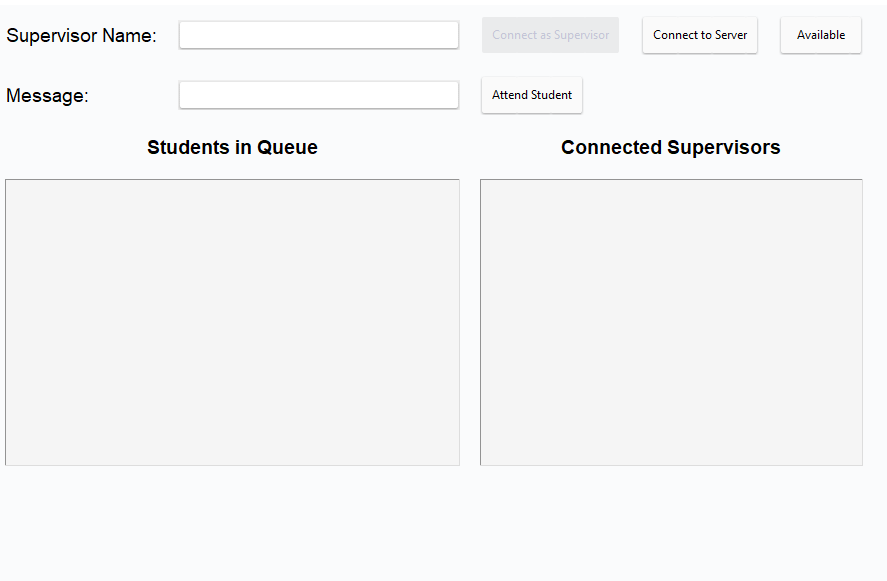 Supervisor Name: Connect as Supervisor Connect to Server Available
Message: Attend Student
Students in Queue Connected Supervisors